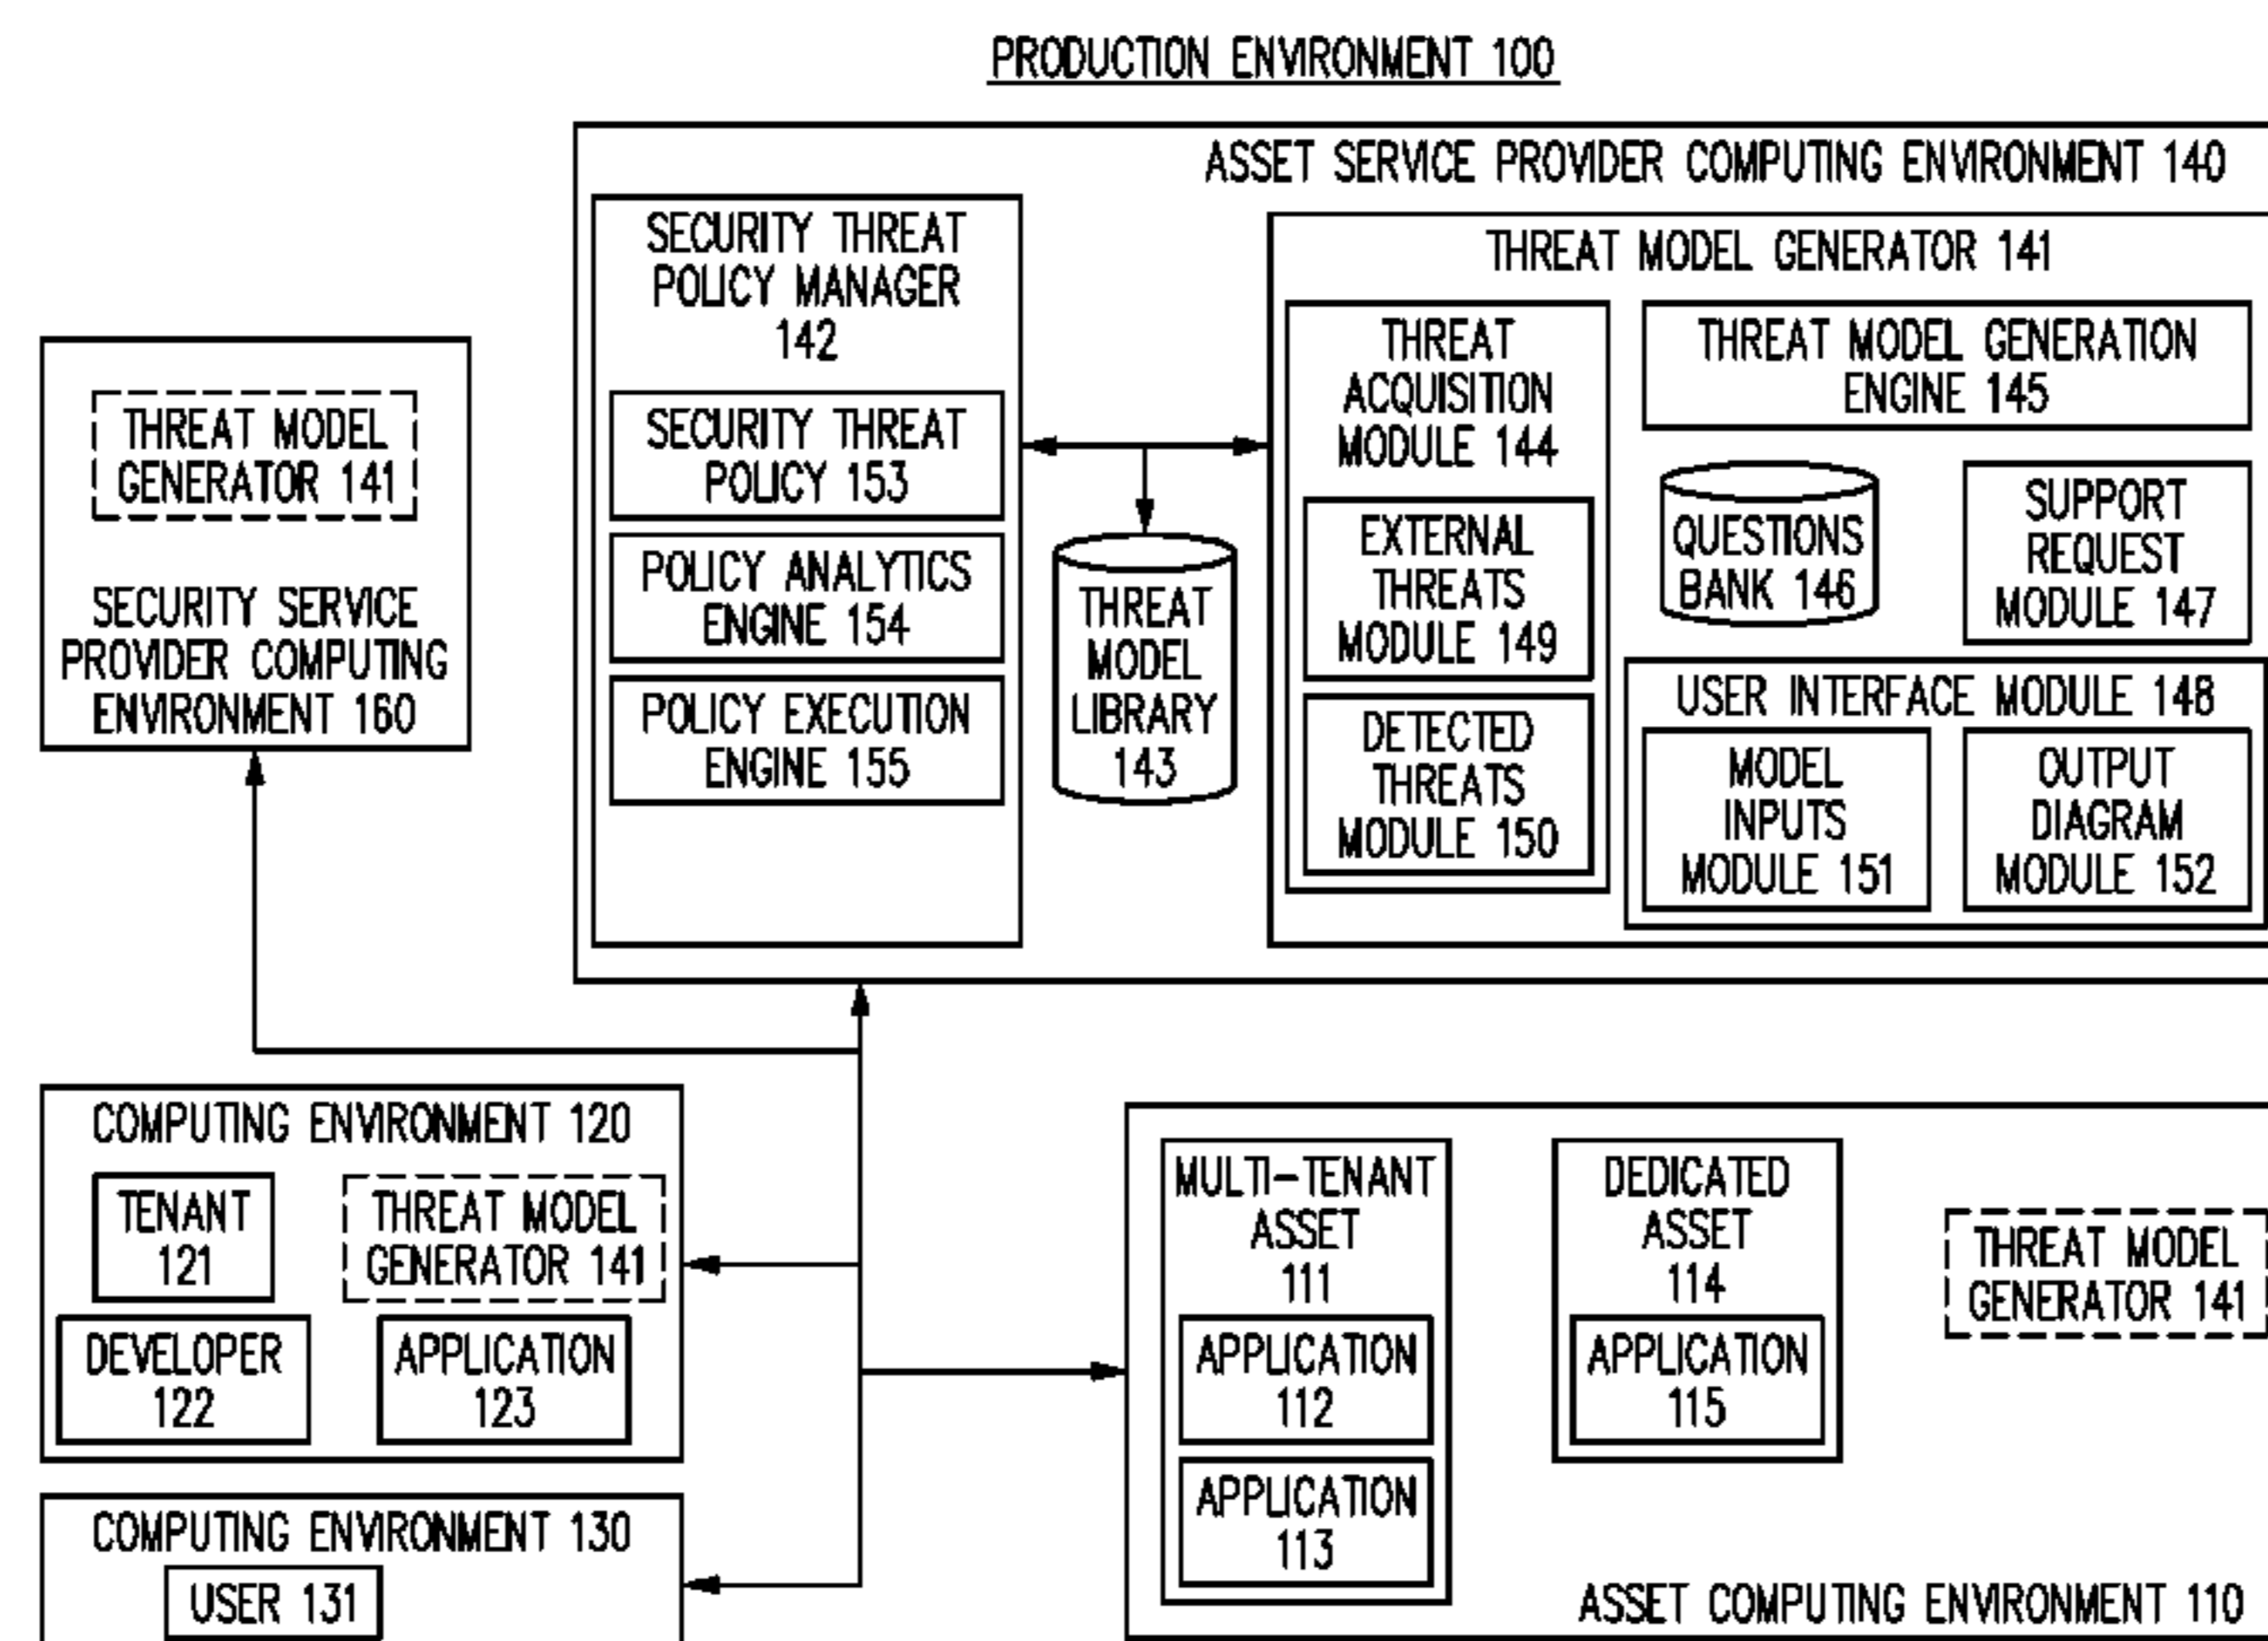 PRODUCTION ENVIRONMENT 100
ASSET SERVICE PROVIDER COMPUTING ENVIRONMENT 140
SECURITY THREAT
POLICY MANAGER
142
SECURITY THREAT
POLICY 153
POLICY ANALYTICS
ENGINE 154
POLICY EXECUTION
ENGINE 155
THREAT
MODEL
LIBRARY
143
THREAT MODEL GENERATOR 141
THREAT
ACQUISITION
MODULE 144
EXTERNAL
THREATS
MODULE 149
DETECTED
THREATS
MODULE 150
THREAT MODEL GENERATION
ENGINE 145
QUESTIONS
BANK 146
SUPPORT
REQUEST
MODULE 147
USER INTERFACE MODULE 148
MODEL
INPUTS
MODULE 151
OUTPUT
DIAGRAM
MODULE 152
THREAT MODEL
GENERATOR 141
SECURITY SERVICE
PROVIDER COMPUTING
ENVIRONMENT 160
COMPUTING ENVIRONMENT 120
TENANT
121
THREAT MODEL
GENERATOR 141
DEVELOPER
122
APPLICATION
123
COMPUTING ENVIRONMENT 130
USER 131
MULTI-TENANT
ASSET
111
APPLICATION
112
APPLICATION
113
DEDICATED
ASSET
114
APPLICATION
115
THREAT MODEL
GENERATOR 141
ASSET COMPUTING ENVIRONMENT 110